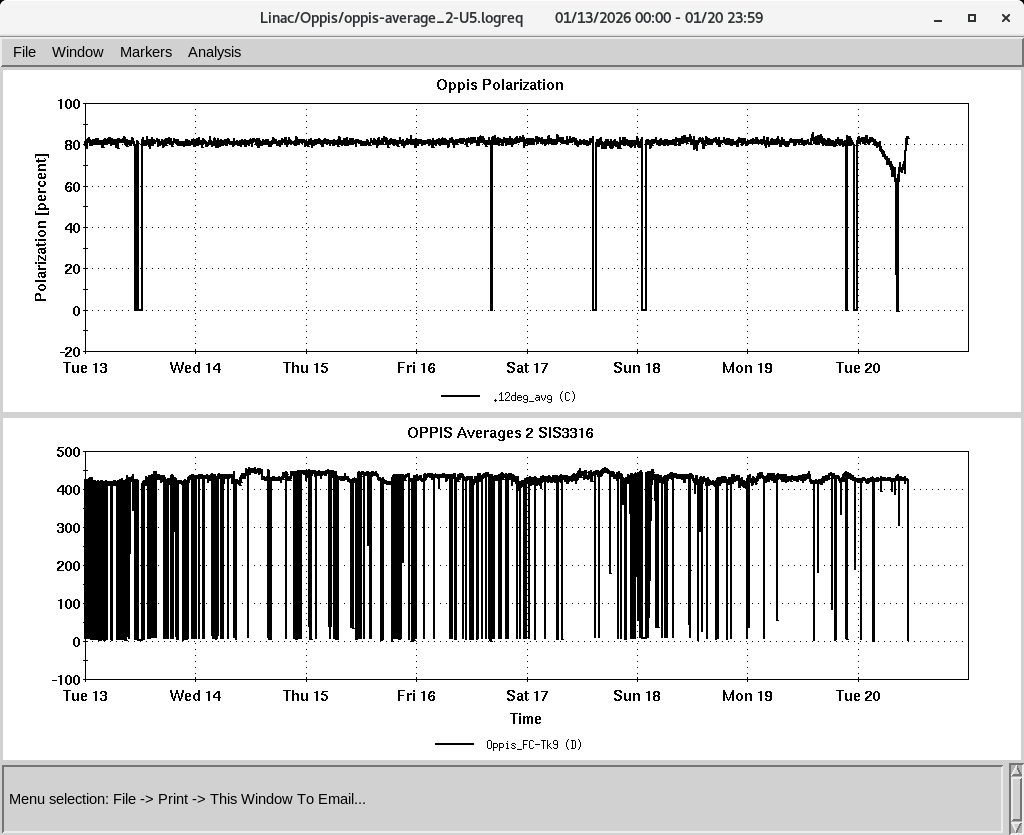 Linac/Oppis/oppis-average_2-U5.logreq 01/13/2026 00:00 - 01/20 23:59
File Window Markers Analysis
Oppis Polarization
Polarization [percent]
100
80
60
40
20
0
-20
Tue 13 Wed 14 Thu 15 Fri 16 Sat 17 Sun 18 Mon 19 Tue 20
.12deg_avg (C)
OPPIS Averages 2 SIS3316
500
400
300
200
100
0
-100
Tue 13 Wed 14 Thu 15 Fri 16 Sat 17 Sun 18 Mon 19 Tue 20
Time
Oppis_FC-Tk9 (D)
Menu selection: File -> Print -> This Window To Email...